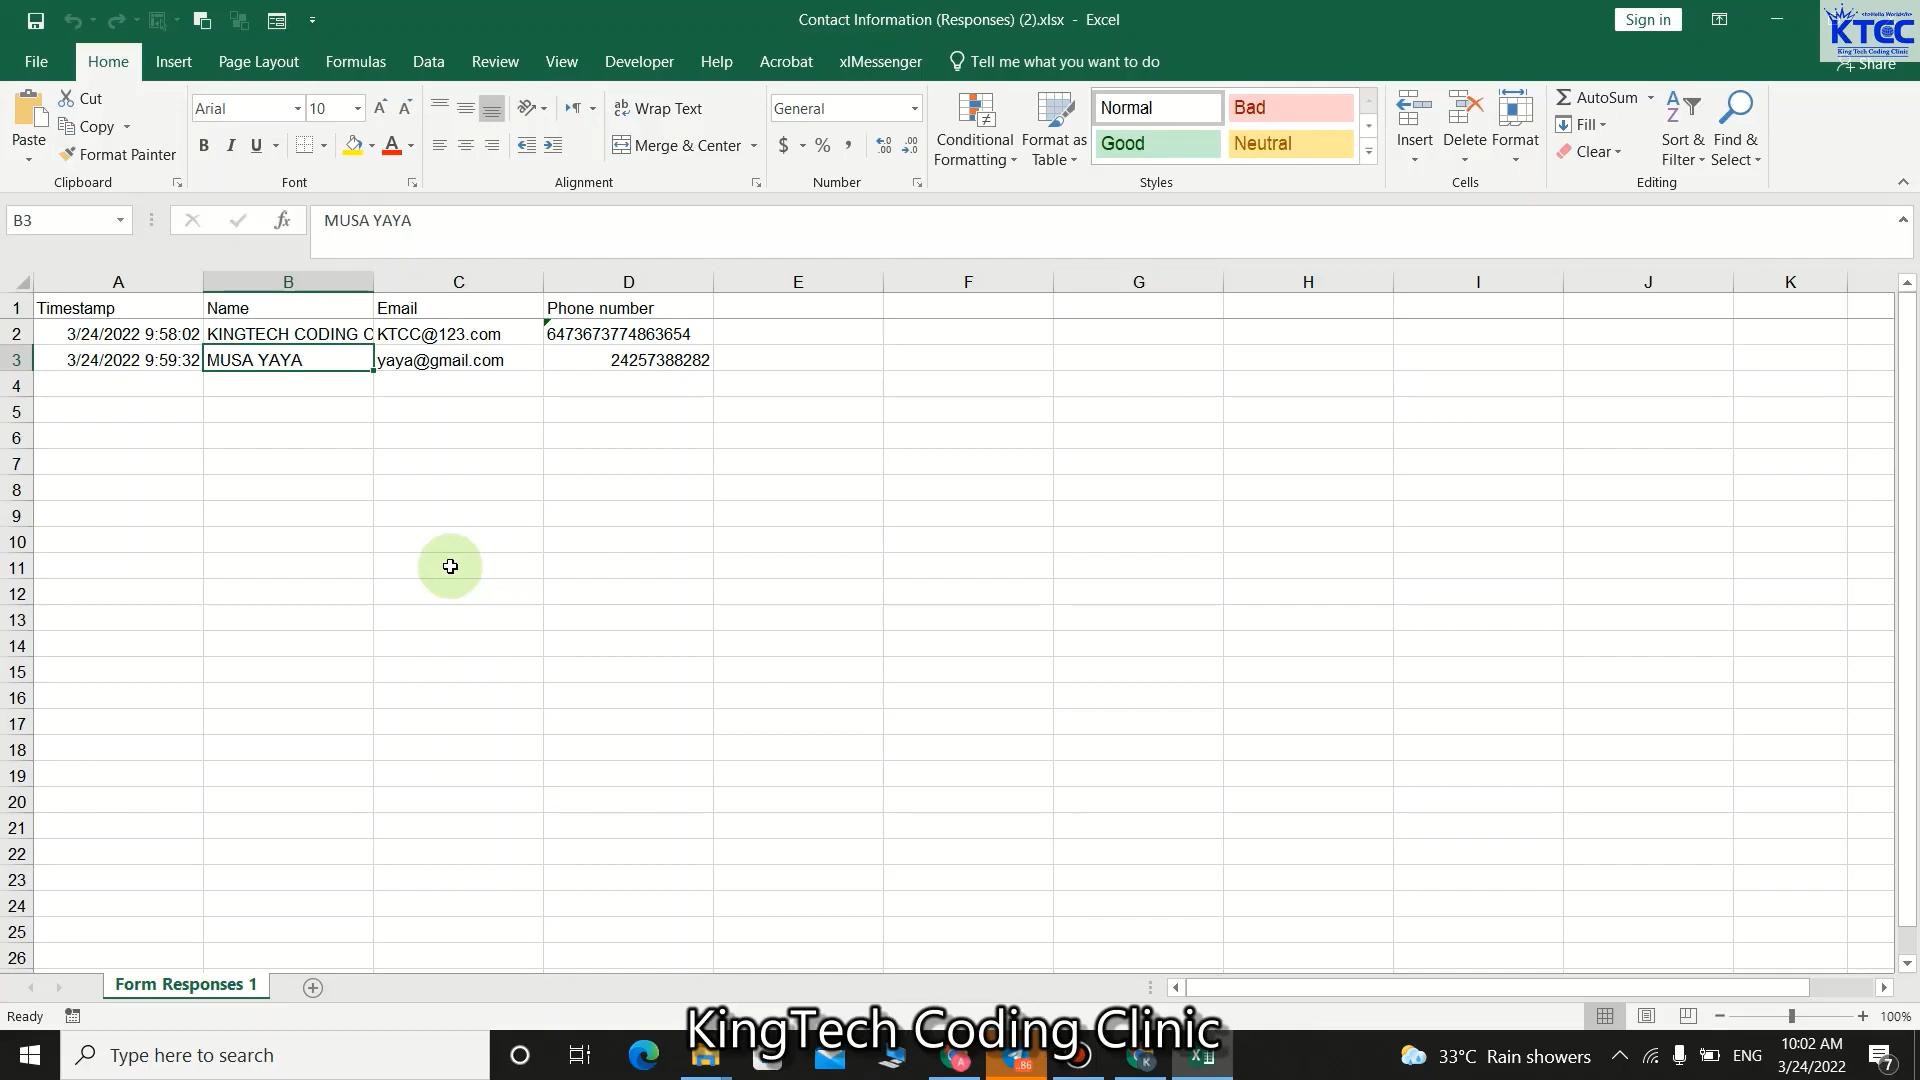 Contact Information (Responses) (2).xlsx - Excel
Sign in
KTCC
King Tech Coding Clinic
File Home Insert Page Layout Formulas Data Review View Developer Help Acrobat xlMessenger Tell me what you want to do
Share
Paste
Cut
Copy
Format Painter
Clipboard
Arial 10
B I U
Font
Wrap Text
Merge & Center
Alignment
General
$ % ,
Number
Conditional Formatting
Format as Table
Normal Bad
Good Neutral
Styles
Insert Delete Format
Cells
AutoSum
Fill
Clear
Sort & Filter
Find & Select
Editing
B3 fx MUSA YAYA
A B C D E F G H I J K
1 Timestamp Name Email Phone number
2 3/24/2022 9:58:02 KINGTECH CODING C KTCC@123.com 6473673774863654
3 3/24/2022 9:59:32 MUSA YAYA yaya@gmail.com 24257388282
4
5
6
7
8
9
10
11
12
13
14
15
16
17
18
19
20
21
22
23
24
25
26
Form Responses 1
Ready
100%
KingTech Coding Clinic
Type here to search
86
33°C Rain showers
ENG
10:02 AM
3/24/2022
7